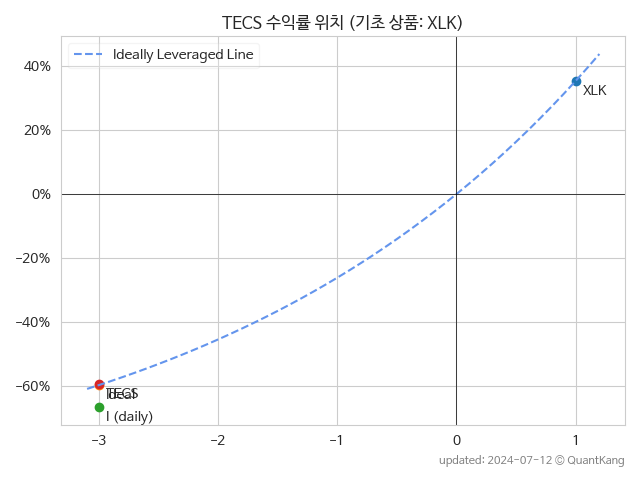 TECS 수익률 위치 (기초 상품: XLK)
Ideally Leveraged Line
40%
20%
0%
−20%
−40%
−60%
XLK
TECS
Ideal
I (daily)
−3
−2
−1
0
1
updated: 2024-07-12 © QuantKang